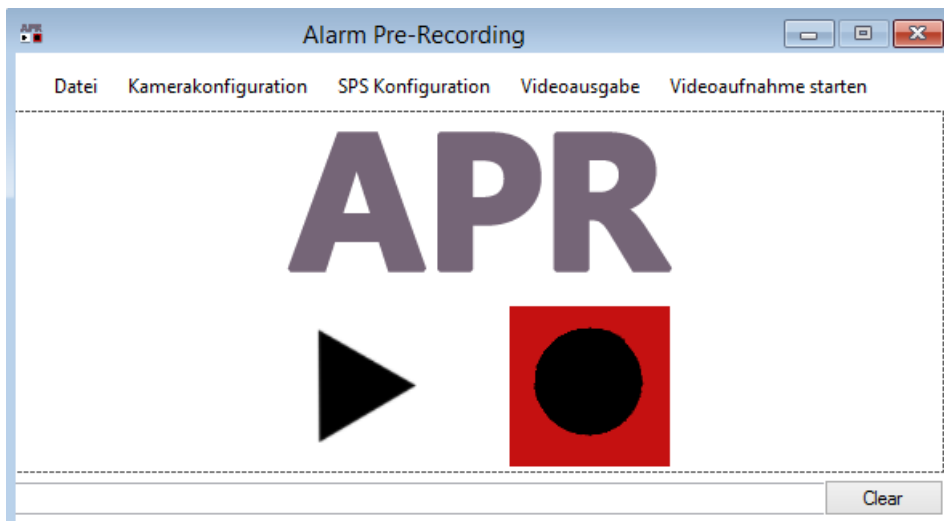 APR
Alarm Pre-Recording
Datei Kamerakonfiguration SPS Konfiguration Videoausgabe Videoaufnahme starten
APR
Clear